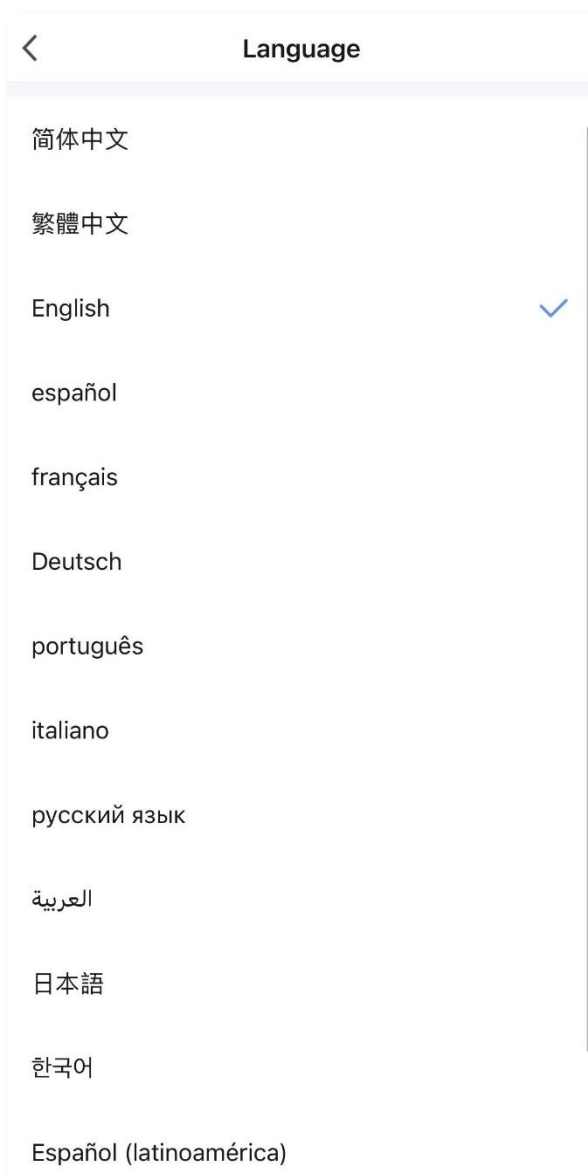 Language
简体中文
繁體中文
English
español
français
Deutsch
português
italiano
русский язык
العربية
日本語
한국어
Español (latinoamérica)